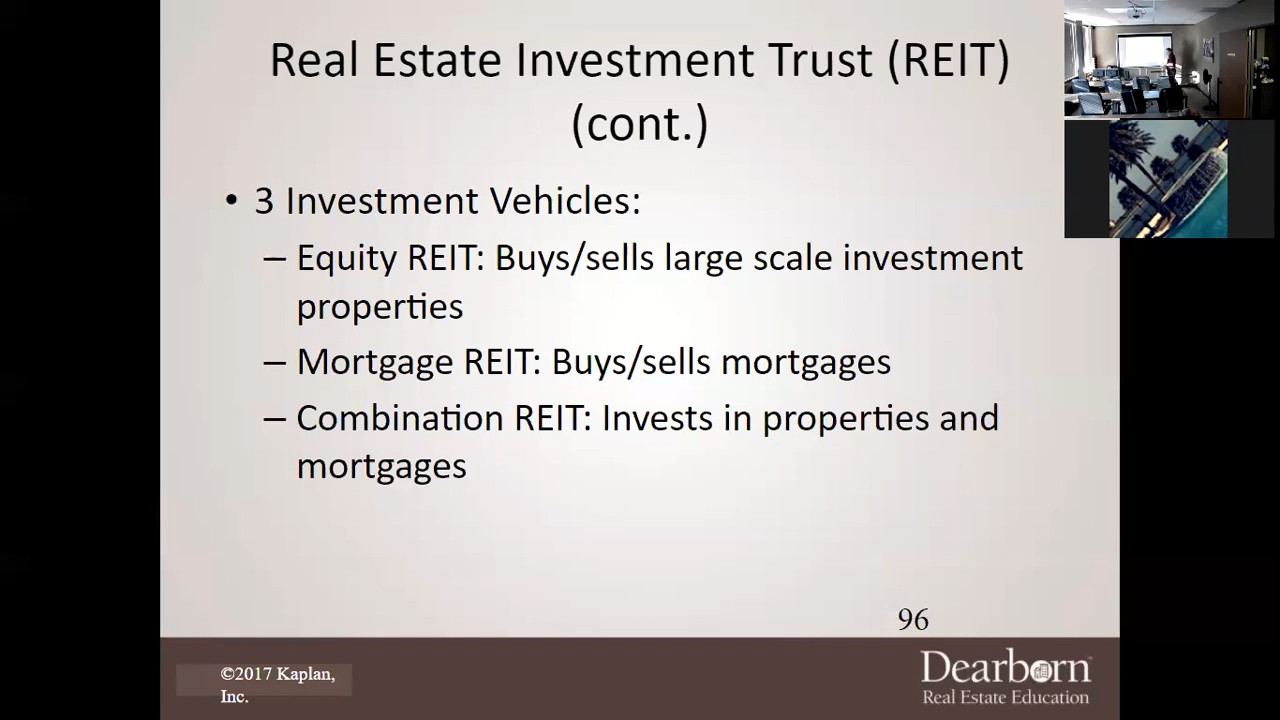 Real Estate Investment Trust (REIT)
(cont.)
• 3 Investment Vehicles:
– Equity REIT: Buys/sells large scale investment
properties
– Mortgage REIT: Buys/sells mortgages
– Combination REIT: Invests in properties and
mortgages
96
©2017 Kaplan,
Inc.
Dearborn
Real Estate Education